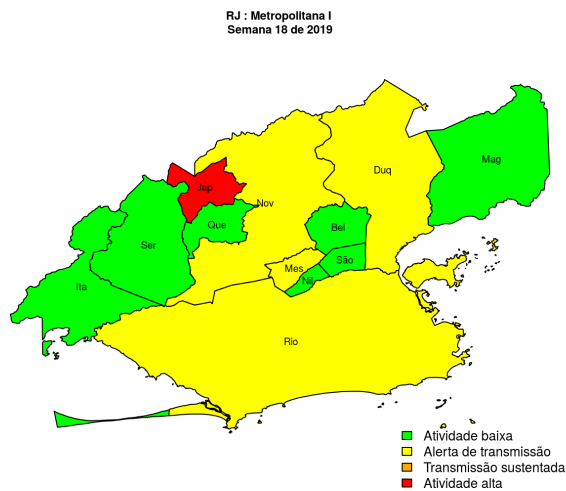 RJ : Metropolitana I
Semana 18 de 2019
Mag
Duq
Jap
Nov
Que
Bel
Ser
São
Mes
Nil
Ita
Rio
Atividade baixa
Alerta de transmissão
Transmissão sustentada
Atividade alta